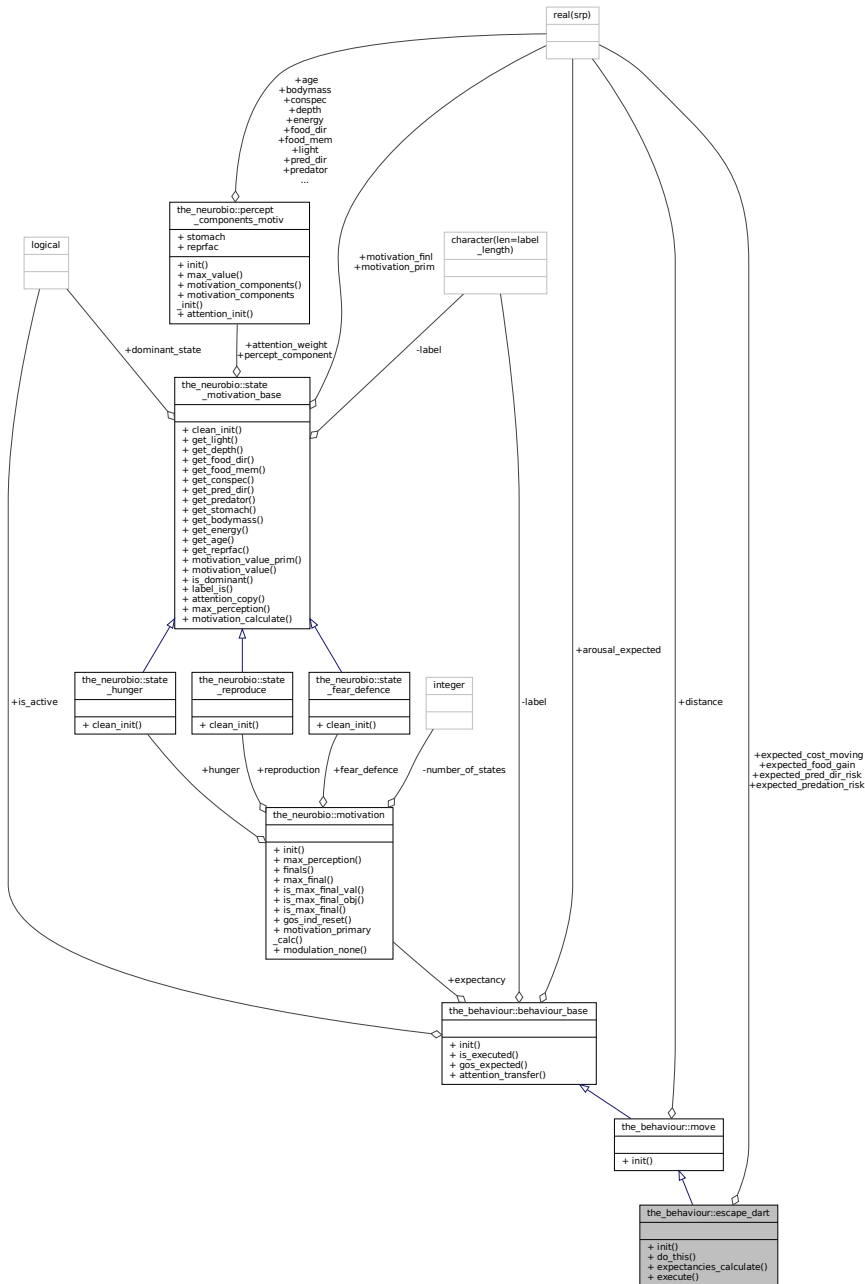 real(srp)
+age
+bodymass
+conspec
+depth
+energy
+food_dir
+food_mem
+light
+pred_dir
+predator
...
the_neurobio::percept
_components_motiv
+ stomach
+ reprfac
+ init()
+ max_value()
+ motivation_components()
+ motivation_components
_init()
+ attention_init()
logical
character(len=label
_length)
+motivation_finl
+motivation_prim
+dominant_state
+attention_weight
+percept_component
-label
the_neurobio::state
_motivation_base
+ clean_init()
+ get_light()
+ get_depth()
+ get_food_dir()
+ get_food_mem()
+ get_conspec()
+ get_pred_dir()
+ get_predator()
+ get_stomach()
+ get_bodymass()
+ get_energy()
+ get_age()
+ get_reprfac()
+ motivation_value_prim()
+ motivation_value()
+ is_dominant()
+ label_is()
+ attention_copy()
+ max_perception()
+ motivation_calculate()
+arousal_expected
the_neurobio::state
_hunger
+ clean_init()
the_neurobio::state
_reproduce
+ clean_init()
the_neurobio::state
_fear_defence
+ clean_init()
integer
+is_active
-label
+distance
+expected_cost_moving
+expected_food_gain
+expected_pred_dir_risk
+expected_predation_risk
+hunger
+reproduction
+fear_defence
-number_of_states
the_neurobio::motivation
+ init()
+ max_perception()
+ finals()
+ max_final()
+ is_max_final_val()
+ is_max_final_obj()
+ is_max_final()
+ gos_ind_reset()
+ motivation_primary
_calc()
+ modulation_none()
+expectancy
the_behaviour::behaviour_base
+ init()
+ is_executed()
+ gos_expected()
+ attention_transfer()
the_behaviour::move
+ init()
the_behaviour::escape_dart
+ init()
+ do_this()
+ expectancies_calculate()
+ execute()